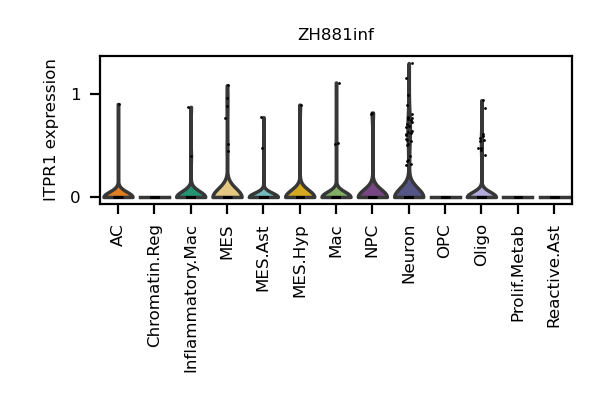 ZH881inf
ITPR1 expression
1
0
AC
Chromatin.Reg
Inflammatory.Mac
MES
MES.Ast
MES.Hyp
Mac
NPC
Neuron
OPC
Oligo
Prolif.Metab
Reactive.Ast